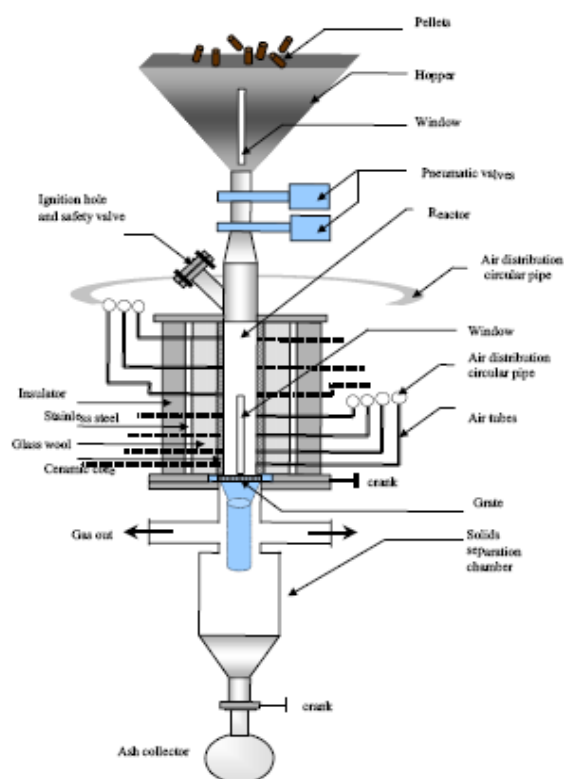 Pellets
Hopper
Window
Pneumatic valves
Ignition hole
and safety valve
Reactor
Air distribution
circular pipe
Window
Air distribution
circular pipe
Insulator
Stainless steel
Air tubes
Glass wool
Ceramic cone
crank
Grate
Gas out
Solids
separation
chamber
crank
Ash collector